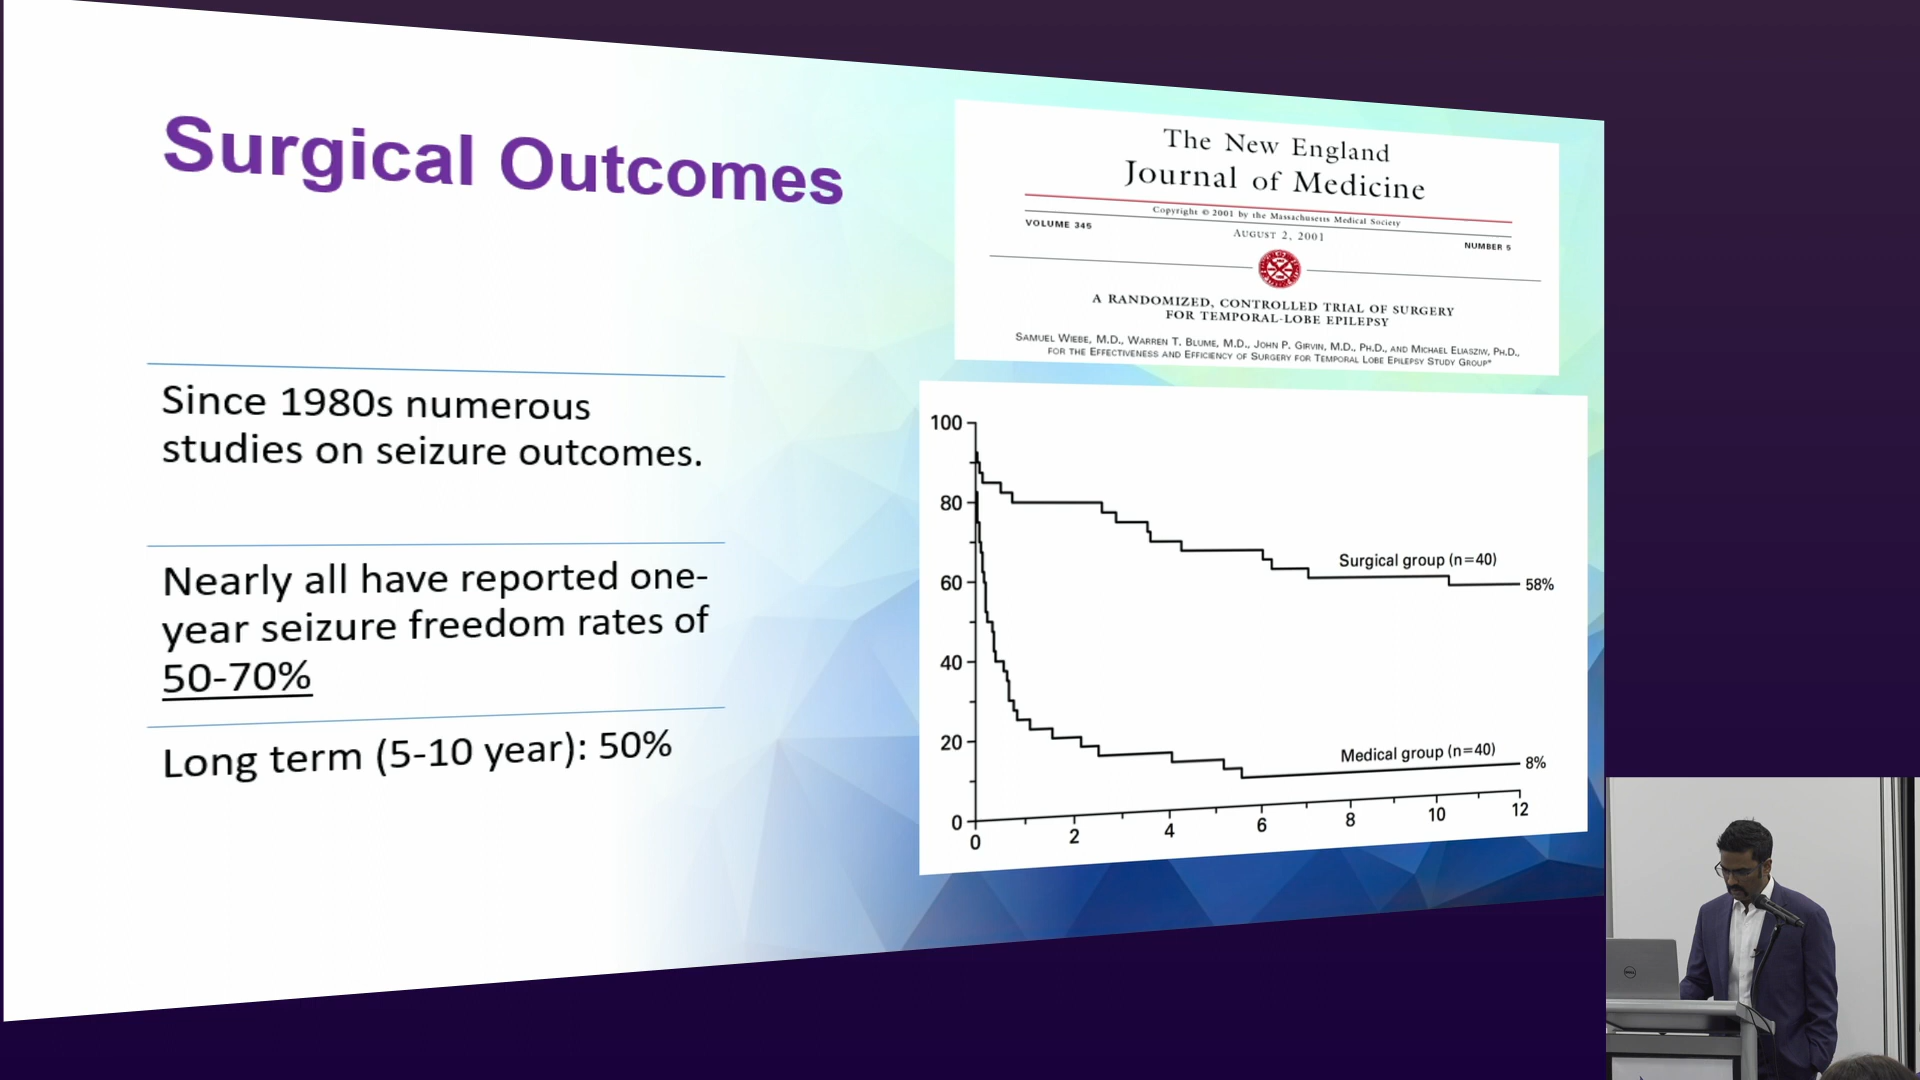 Surgical Outcomes
Since 1980s numerous
studies on seizure outcomes.
Nearly all have reported one-
year seizure freedom rates of
50-70%
Long term (5-10 year): 50%
The New England
Journal of Medicine
Copyright © 2001 by the Massachusetts Medical Society
VOLUME 345
AUGUST 2, 2001
NUMBER 5
A RANDOMIZED, CONTROLLED TRIAL OF SURGERY
FOR TEMPORAL-LOBE EPILEPSY
SAMUEL WIEBE, M.D., WARREN T. BLUME, M.D., JOHN P. GIRVIN, M.D., PH.D., AND MICHAEL ELIASZIW, PH.D.,
FOR THE EFFECTIVENESS AND EFFICIENCY OF SURGERY FOR TEMPORAL LOBE EPILEPSY STUDY GROUP*
100
80
60
40
20
0
Surgical group (n=40)
58%
Medical group (n=40)
8%
0 2 4 6 8 10 12